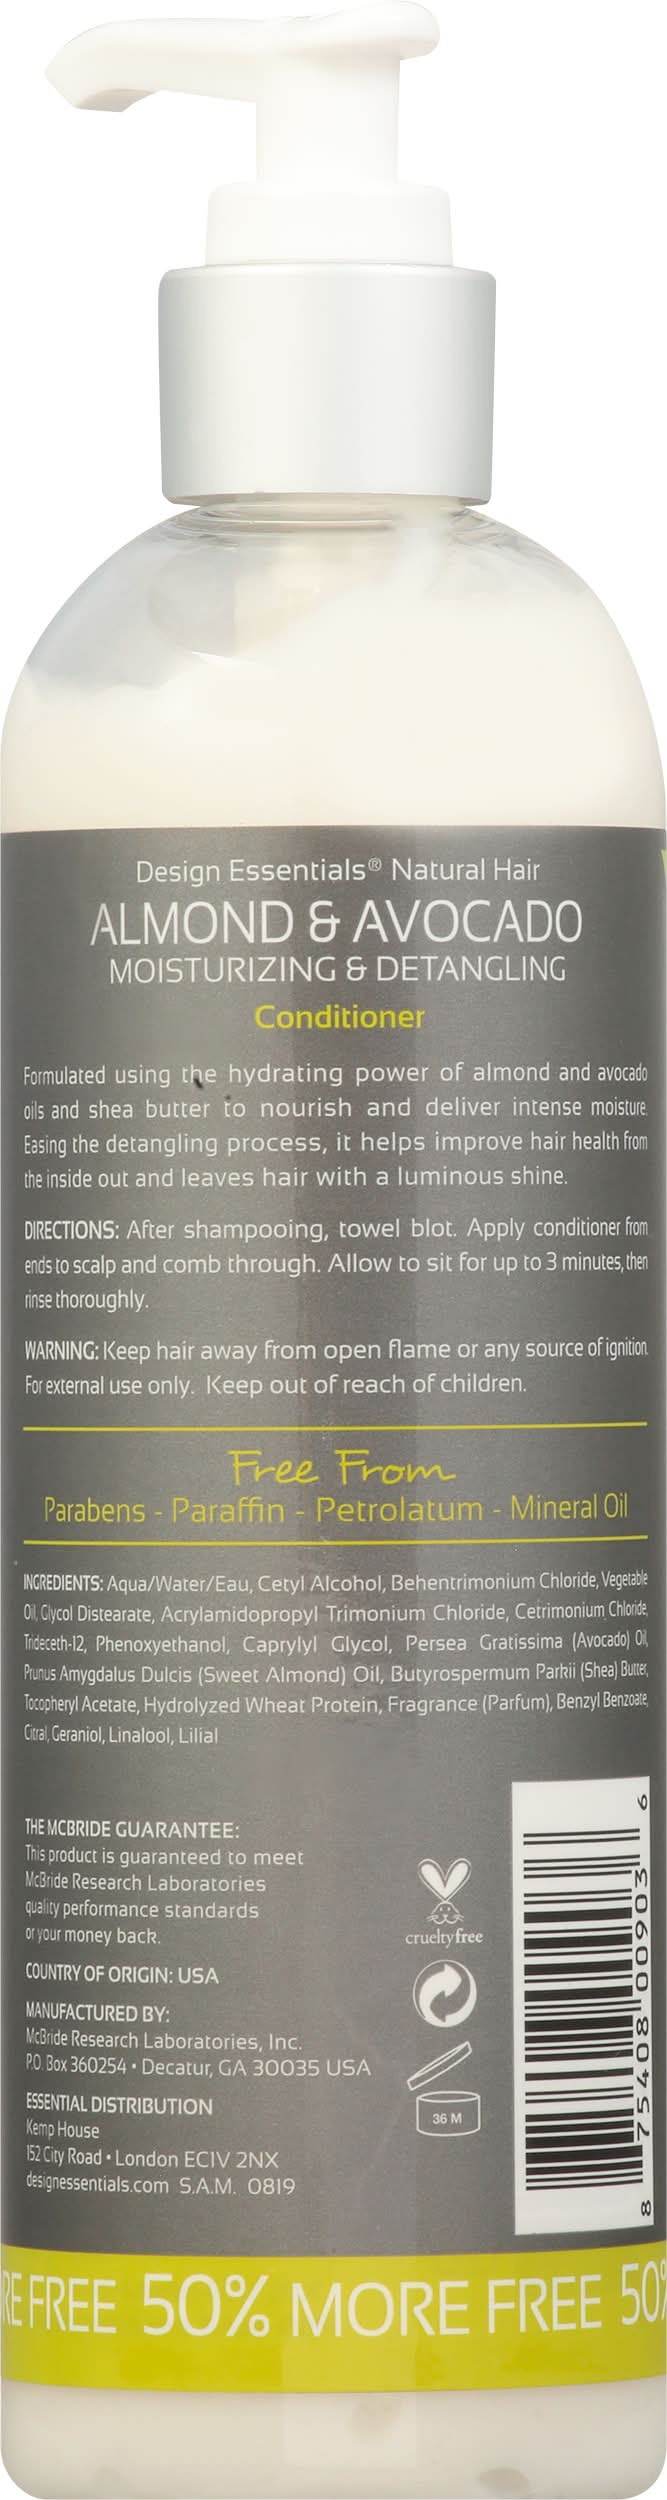 Design Essentials® Natural Hair
ALMOND & AVOCADO
MOISTURIZING & DETANGLING
Conditioner
Formulated using the hydrating power of almond and avocado
oils and shea butter to nourish and deliver intense moisture.
Easing the detangling process, it helps improve hair health from
the inside out and leaves hair with a luminous shine.
DIRECTIONS: After shampooing, towel blot. Apply conditioner from
ends to scalp and comb through. Allow to sit for up to 3 minutes, then
rinse thoroughly.
WARNING: Keep hair away from open flame or any source of ignition.
For external use only. Keep out of reach of children.
Free From
Parabens - Paraffin - Petrolatum - Mineral Oil
INGREDIENTS: Aqua/Water/Eau, Cetyl Alcohol, Behentrimonium Chloride, Vegetable
Oil, Glycol Distearate, Acrylamidopropyl Trimonium Chloride, Cetrimonium Chloride,
Trideceth-12, Phenoxyethanol, Caprylyl Glycol, Persea Gratissima (Avocado) Oil,
Prunus Amygdalus Dulcis (Sweet Almond) Oil, Butyrospermum Parkii (Shea) Butter,
Tocopheryl Acetate, Hydrolyzed Wheat Protein, Fragrance (Parfum), Benzyl Benzoate,
Citral, Geraniol, Linalool, Lilial
THE MCBRIDE GUARANTEE:
This product is guaranteed to meet
McBride Research Laboratories
quality performance standards
or your money back.
COUNTRY OF ORIGIN: USA
MANUFACTURED BY:
McBride Research Laboratories, Inc.
P.O. Box 360254 • Decatur, GA 30035 USA
ESSENTIAL DISTRIBUTION
Kemp House
152 City Road • London EC1V 2NX
designessentials.com S.A.M. 0819
crueltyfree
36 M
8 75408 00903 6
RE FREE 50% MORE FREE 50%